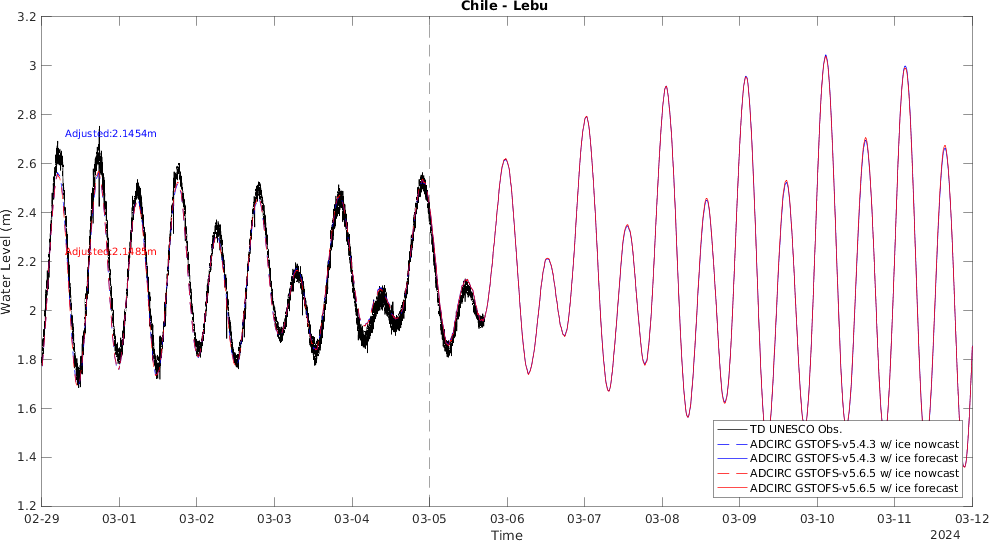 Chile - Lebu
3.2
3
2.8
2.6
2.4
2.2
2
1.8
1.6
1.4
1.2
Water Level (m)
Adjusted:2.1454m
Adjusted:2.1485m
TD UNESCO Obs.
ADCIRC GSTOFS-v5.4.3 w/ ice nowcast
ADCIRC GSTOFS-v5.4.3 w/ ice forecast
ADCIRC GSTOFS-v5.6.5 w/ ice nowcast
ADCIRC GSTOFS-v5.6.5 w/ ice forecast
02-29 03-01 03-02 03-03 03-04 03-05 03-06 03-07 03-08 03-09 03-10 03-11 03-12
Time
2024